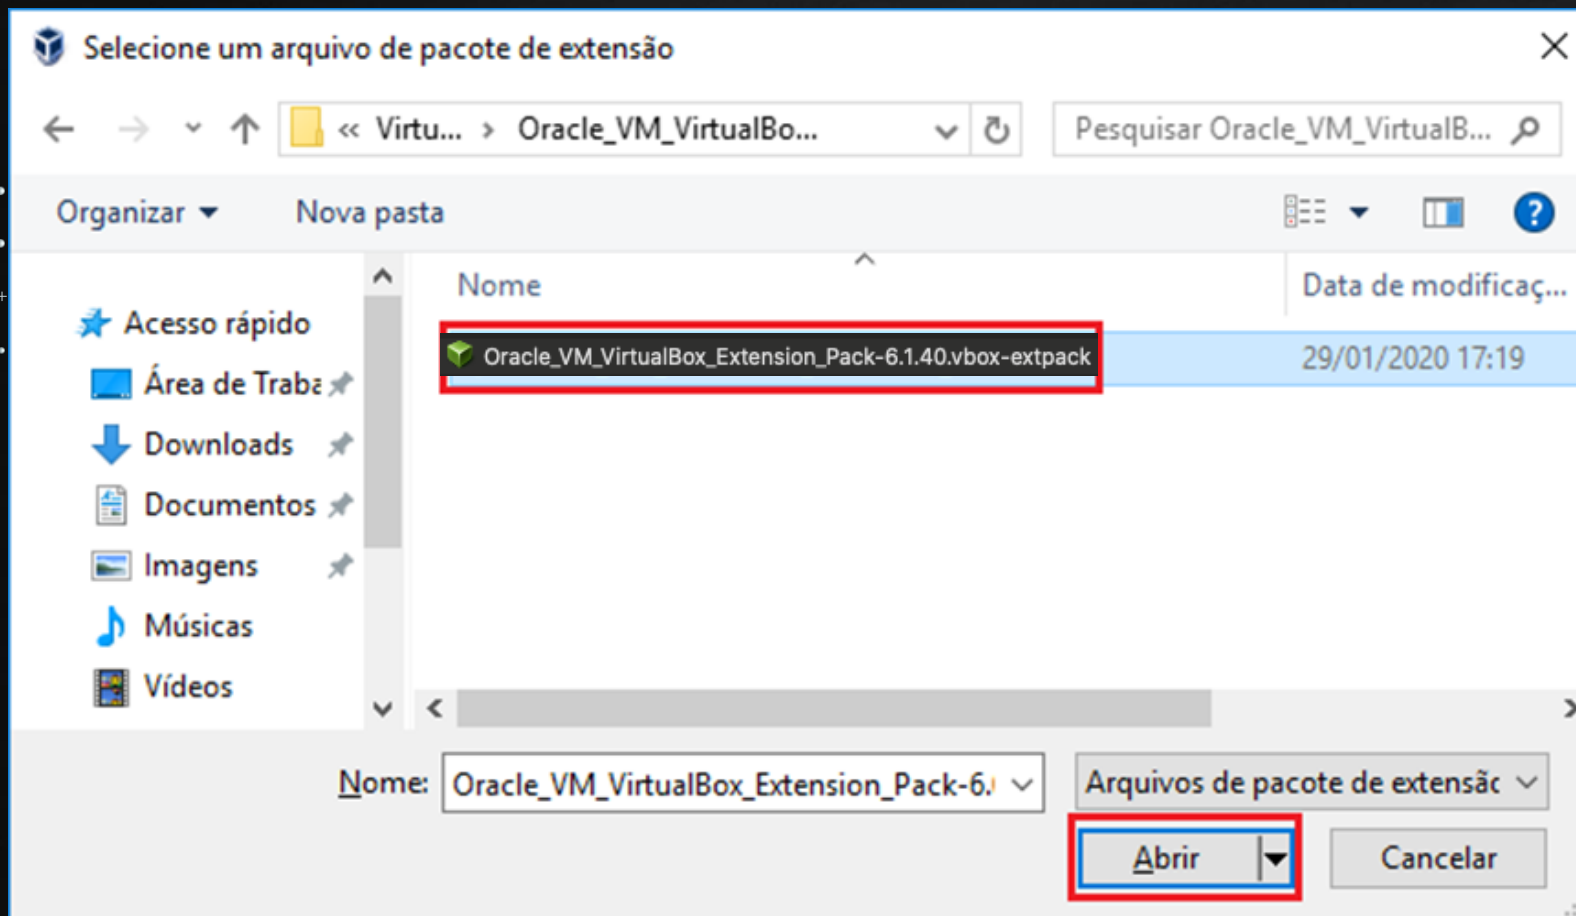 Selecione um arquivo de pacote de extensão
« Virtu... > Oracle_VM_VirtualBo...
Pesquisar Oracle_VM_VirtualB...
Organizar
Nova pasta
?
Nome
Data de modificaç...
Acesso rápido
Área de Traba
Downloads
Documentos
Imagens
Músicas
Vídeos
Oracle_VM_VirtualBox_Extension_Pack-6.1.40.vbox-extpack
29/01/2020 17:19
Nome:
Oracle_VM_VirtualBox_Extension_Pack-6.
Arquivos de pacote de extensão
Abrir
Cancelar